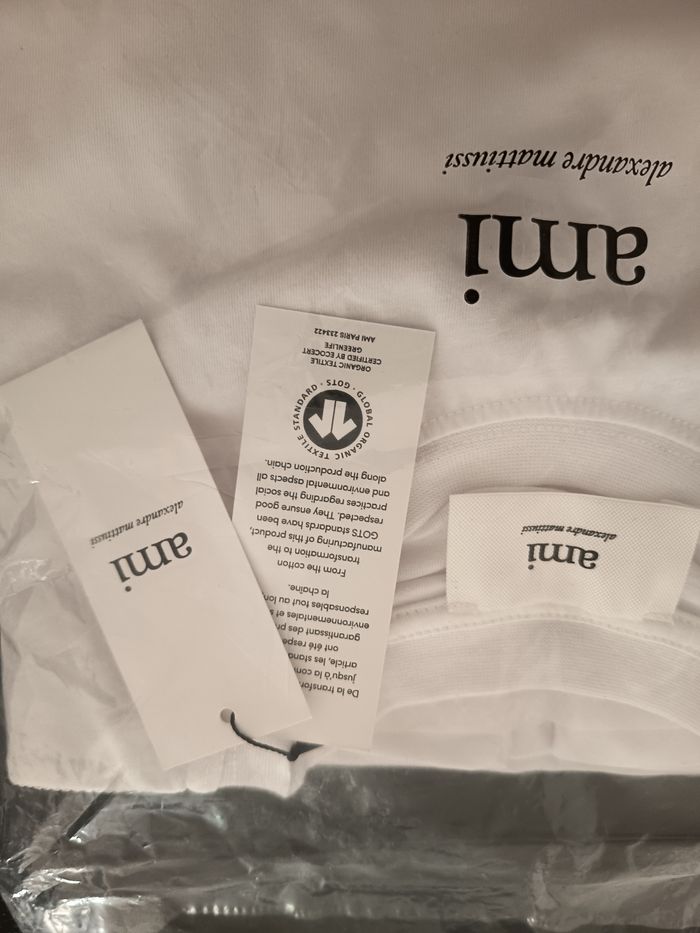 ami
alexandre mattiussi
ami
alexandre mattiussi
De la transfor
jusqu'à la com
article, les stan
ont été respe
garantissant des
environnementales et
responsables tout au
la chaîne.
From the cotton
transformation to the
manufacturing of this product,
GOTS standards have been
respected. They ensure good
practices regarding the social
and environmental aspects all
along the production chain.
GLOBAL ORGANIC TEXTILE STANDARD · GOTS ·
ORGANIC TEXTILE
CERTIFIED BY ECOCERT
GREENLIFE
AMI PARIS 233422
ami
alexandre mattiussi